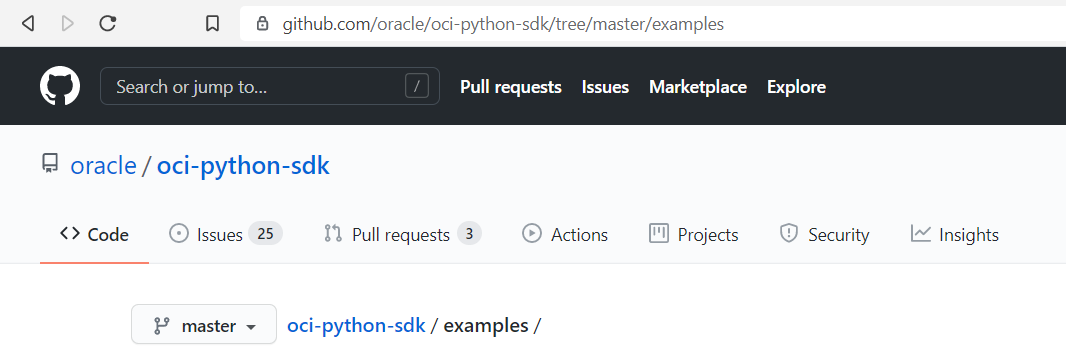 github.com/oracle/oci-python-sdk/tree/master/examples
Search or jump to... /
Pull requests Issues Marketplace Explore
oracle / oci-python-sdk
Code Issues 25 Pull requests 3 Actions Projects Security Insights
master oci-python-sdk / examples /